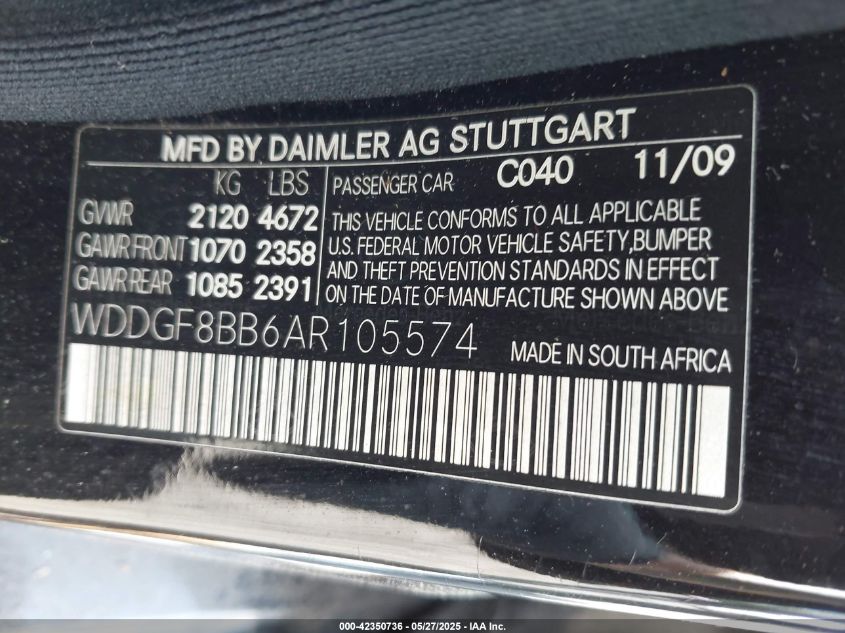 MFD BY DAIMLER AG STUTTGART
KG LBS
GVWR 2120 4672
GAWR FRONT 1070 2358
GAWR REAR 1085 2391
PASSENGER CAR C040 11/09
THIS VEHICLE CONFORMS TO ALL APPLICABLE
U.S. FEDERAL MOTOR VEHICLE SAFETY,BUMPER
AND THEFT PREVENTION STANDARDS IN EFFECT
ON THE DATE OF MANUFACTURE SHOWN ABOVE
WDDGF8BB6AR105574
MADE IN SOUTH AFRICA
000-42350736 - 05/27/2025 - IAA Inc.